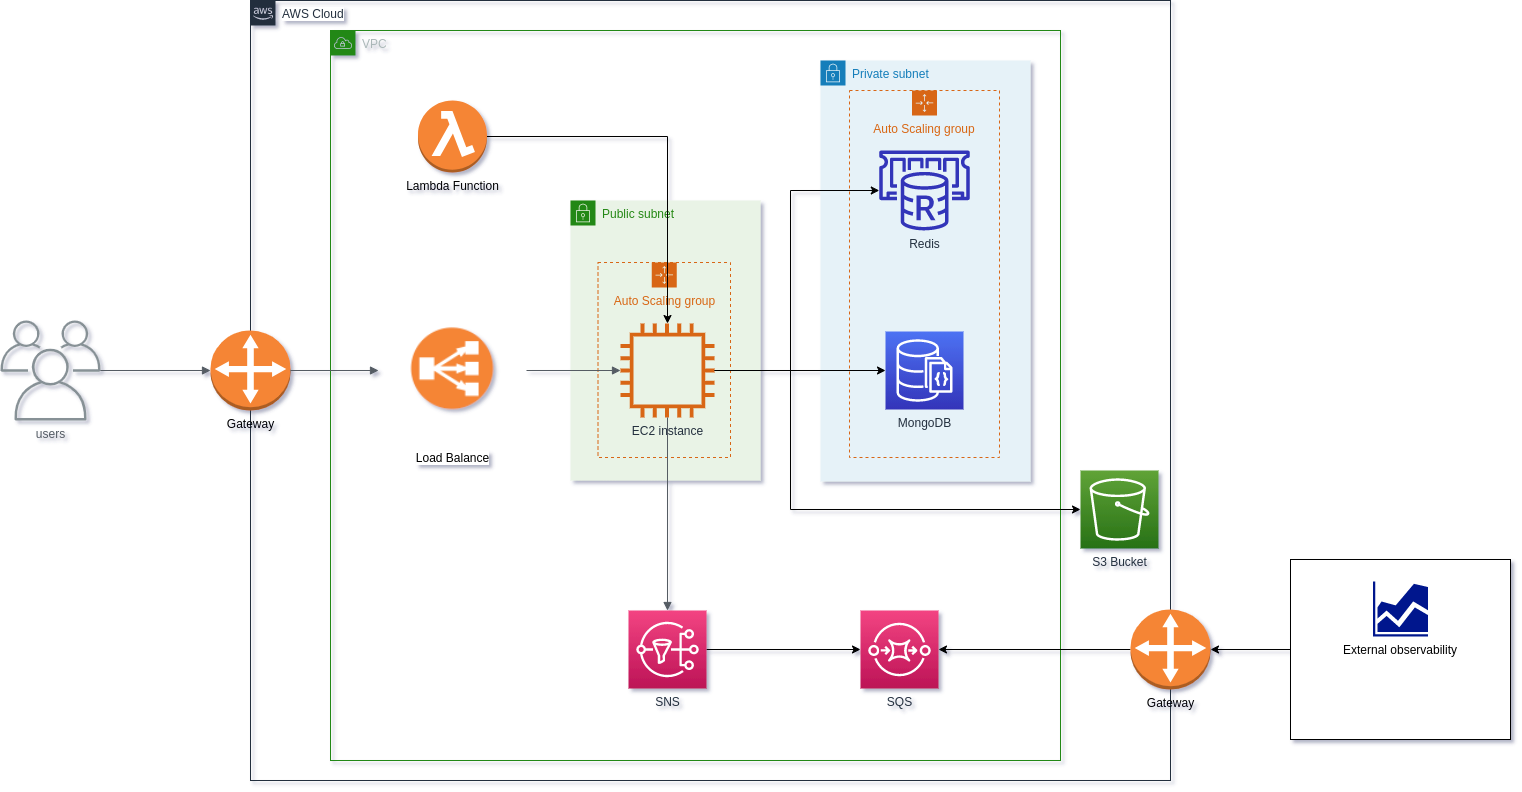 aws
AWS Cloud
VPC
Private subnet
Auto Scaling group
Lambda Function
Public subnet
R
Redis
Auto Scaling group
users
Gateway
Load Balance
EC2 instance
{}
MongoDB
S3 Bucket
External observability
SNS
SQS
Gateway